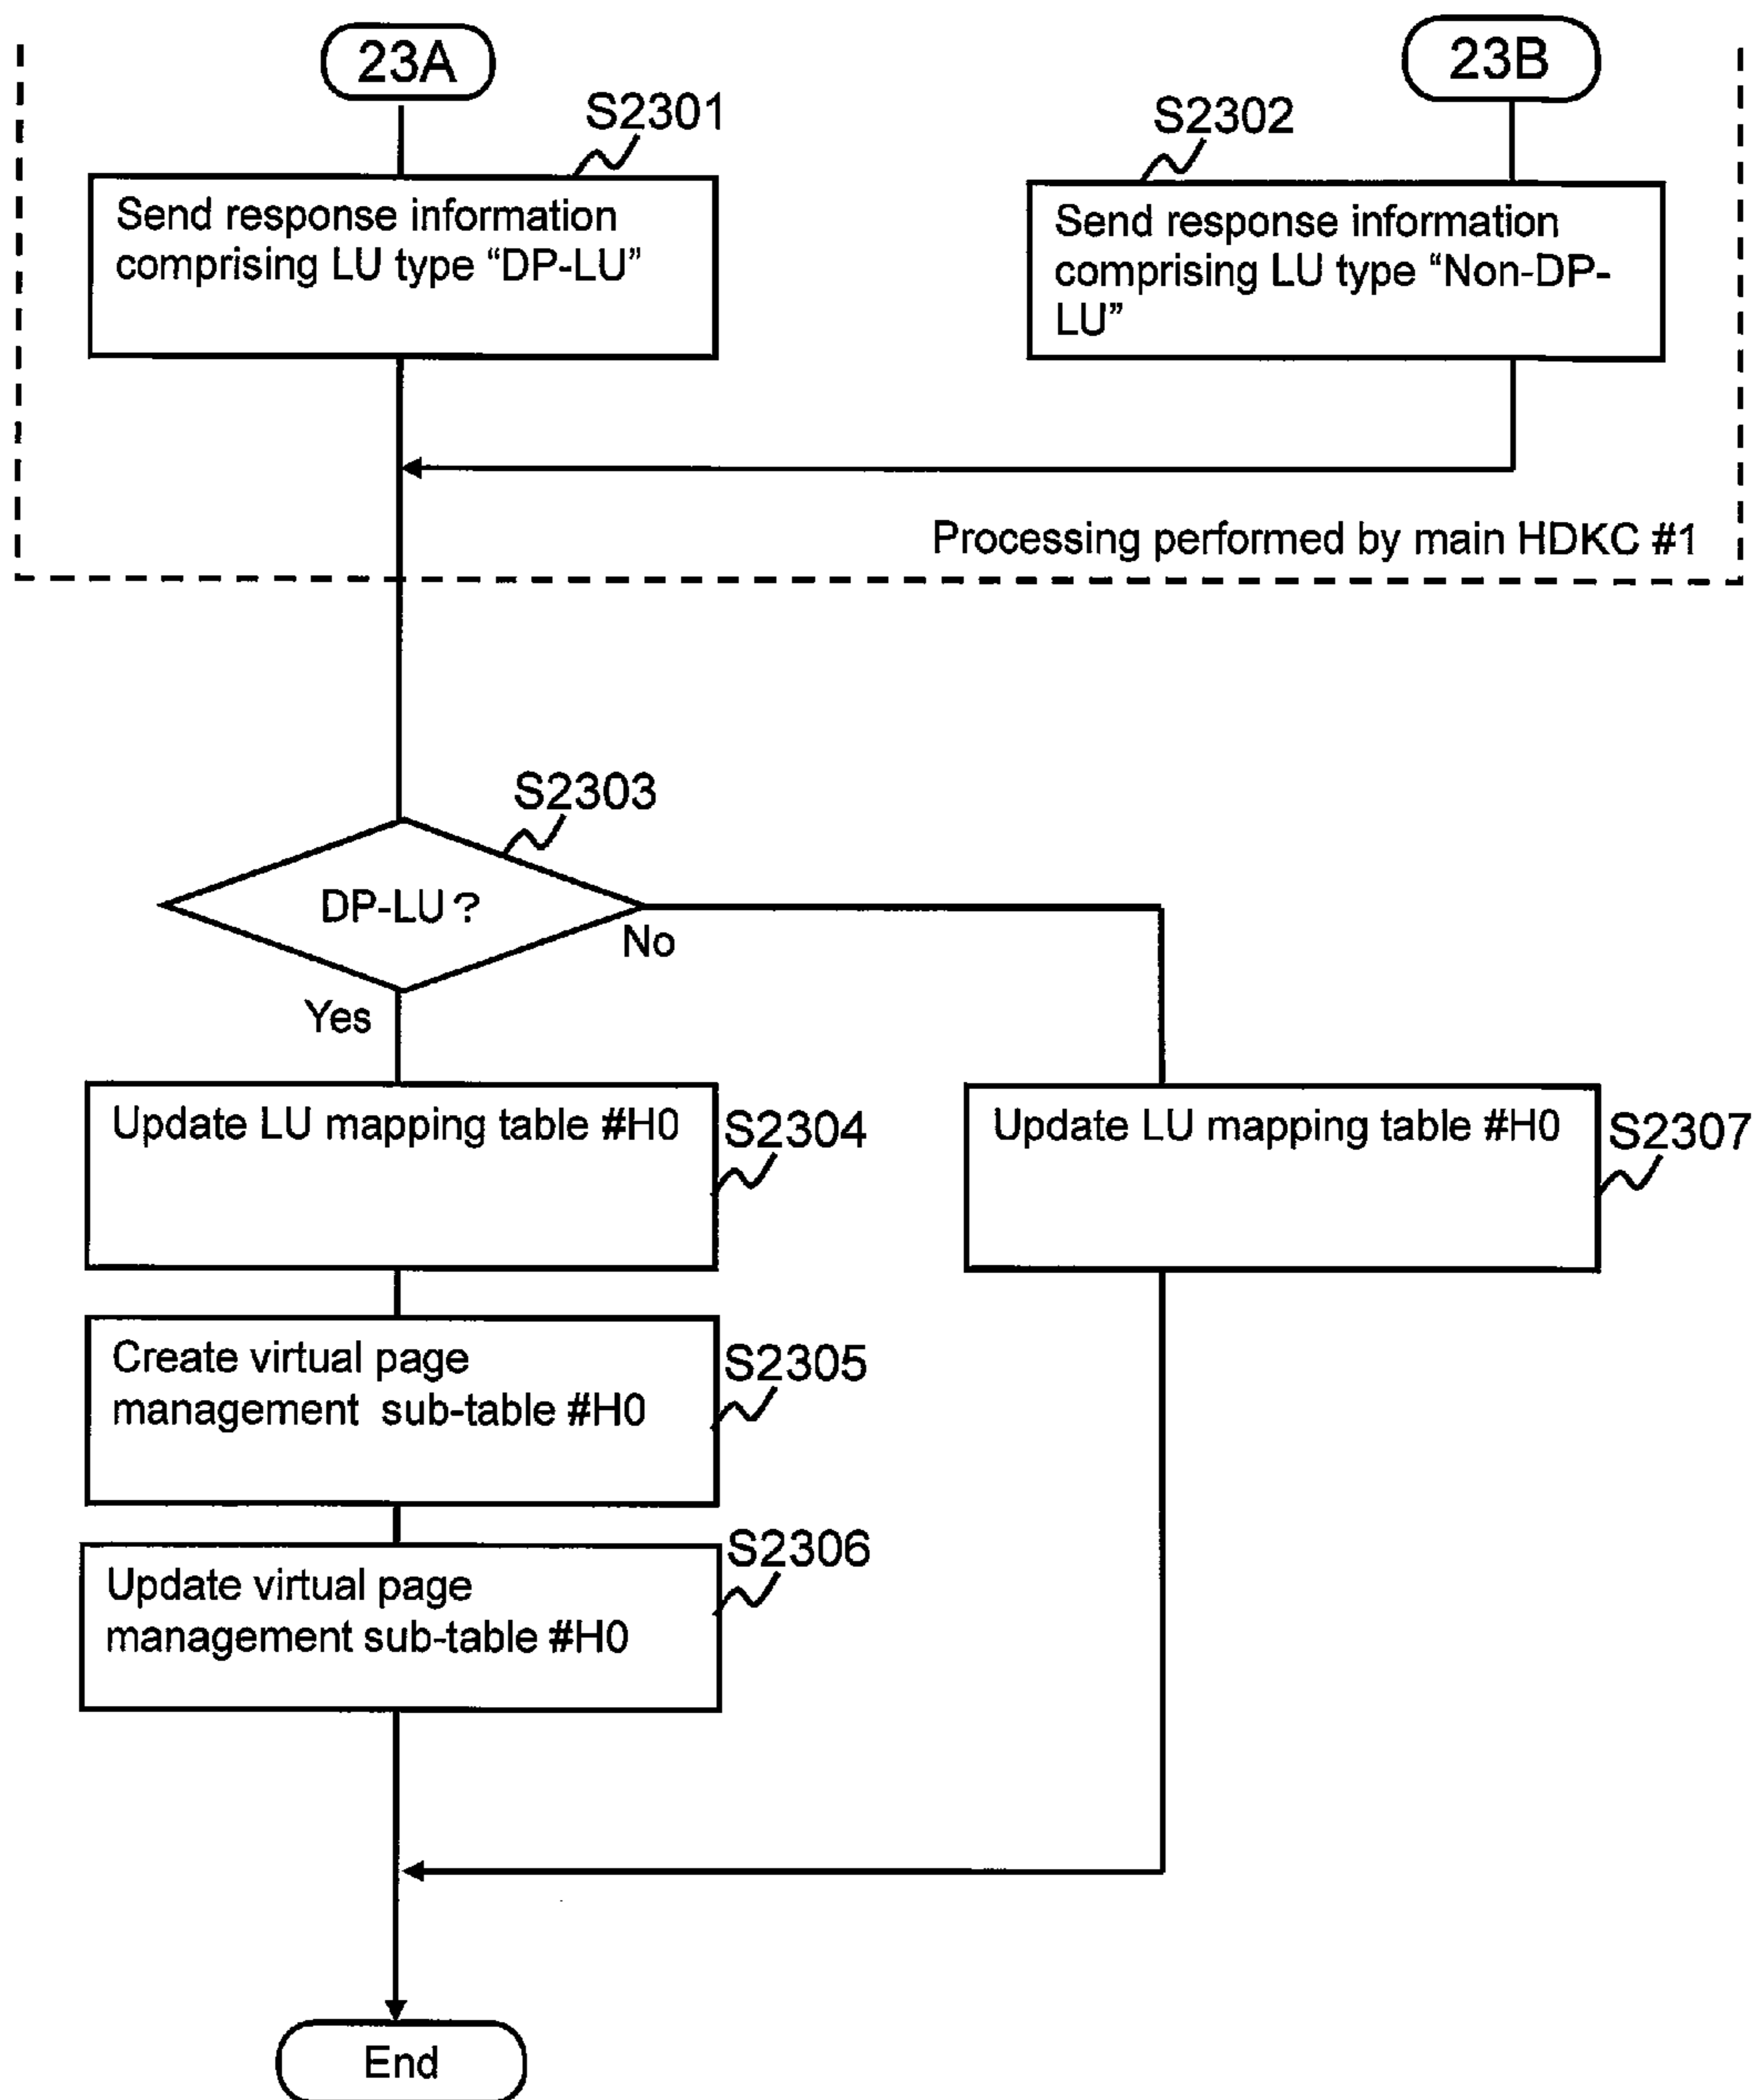 23A
23B
S2301
S2302
Send response information
comprising LU type “DP-LU”
Send response information
comprising LU type “Non-DP-
LU”
Processing performed by main HDKC #1
S2303
DP-LU ?
No
Yes
Update LU mapping table #H0
S2304
Update LU mapping table #H0
S2307
Create virtual page
management sub-table #H0
S2305
S2306
Update virtual page
management sub-table #H0
End